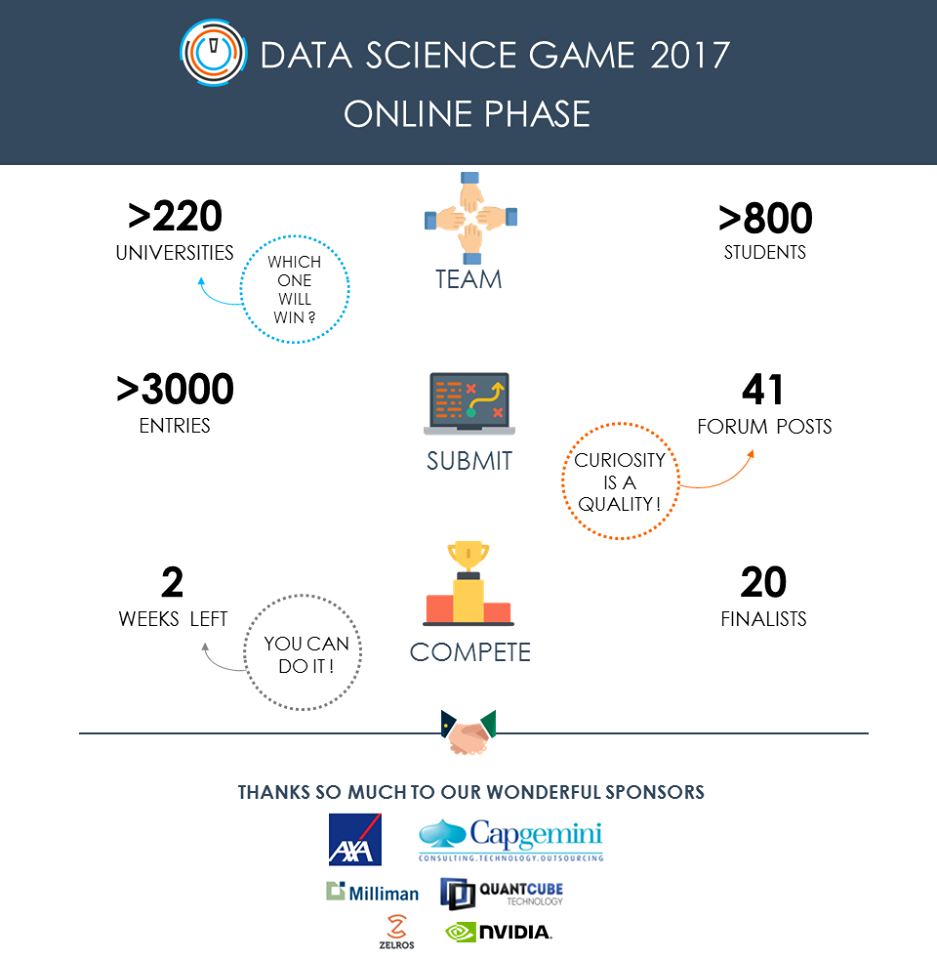 DATA SCIENCE GAME 2017
ONLINE PHASE
>220
UNIVERSITIES
WHICH
ONE
WILL
WIN ?
TEAM
>800
STUDENTS
>3000
ENTRIES
SUBMIT
41
FORUM POSTS
CURIOSITY
IS A
QUALITY !
2
WEEKS LEFT
YOU CAN
DO IT !
COMPETE
20
FINALISTS
THANKS SO MUCH TO OUR WONDERFUL SPONSORS
AXA
Capgemini
CONSULTING.TECHNOLOGY.OUTSOURCING
Milliman
QUANTCUBE
TECHNOLOGY
ZELROS
NVIDIA.